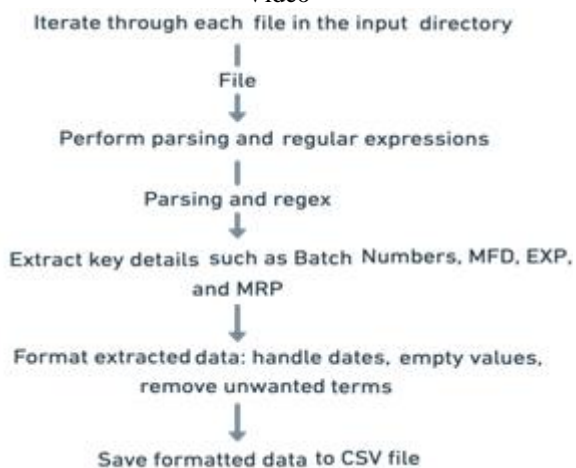 Video
Iterate through each file in the input directory
File
Perform parsing and regular expressions
Parsing and regex
Extract key details such as Batch Numbers, MFD, EXP,
and MRP
Format extracted data: handle dates, empty values,
remove unwanted terms
Save formatted data to CSV file